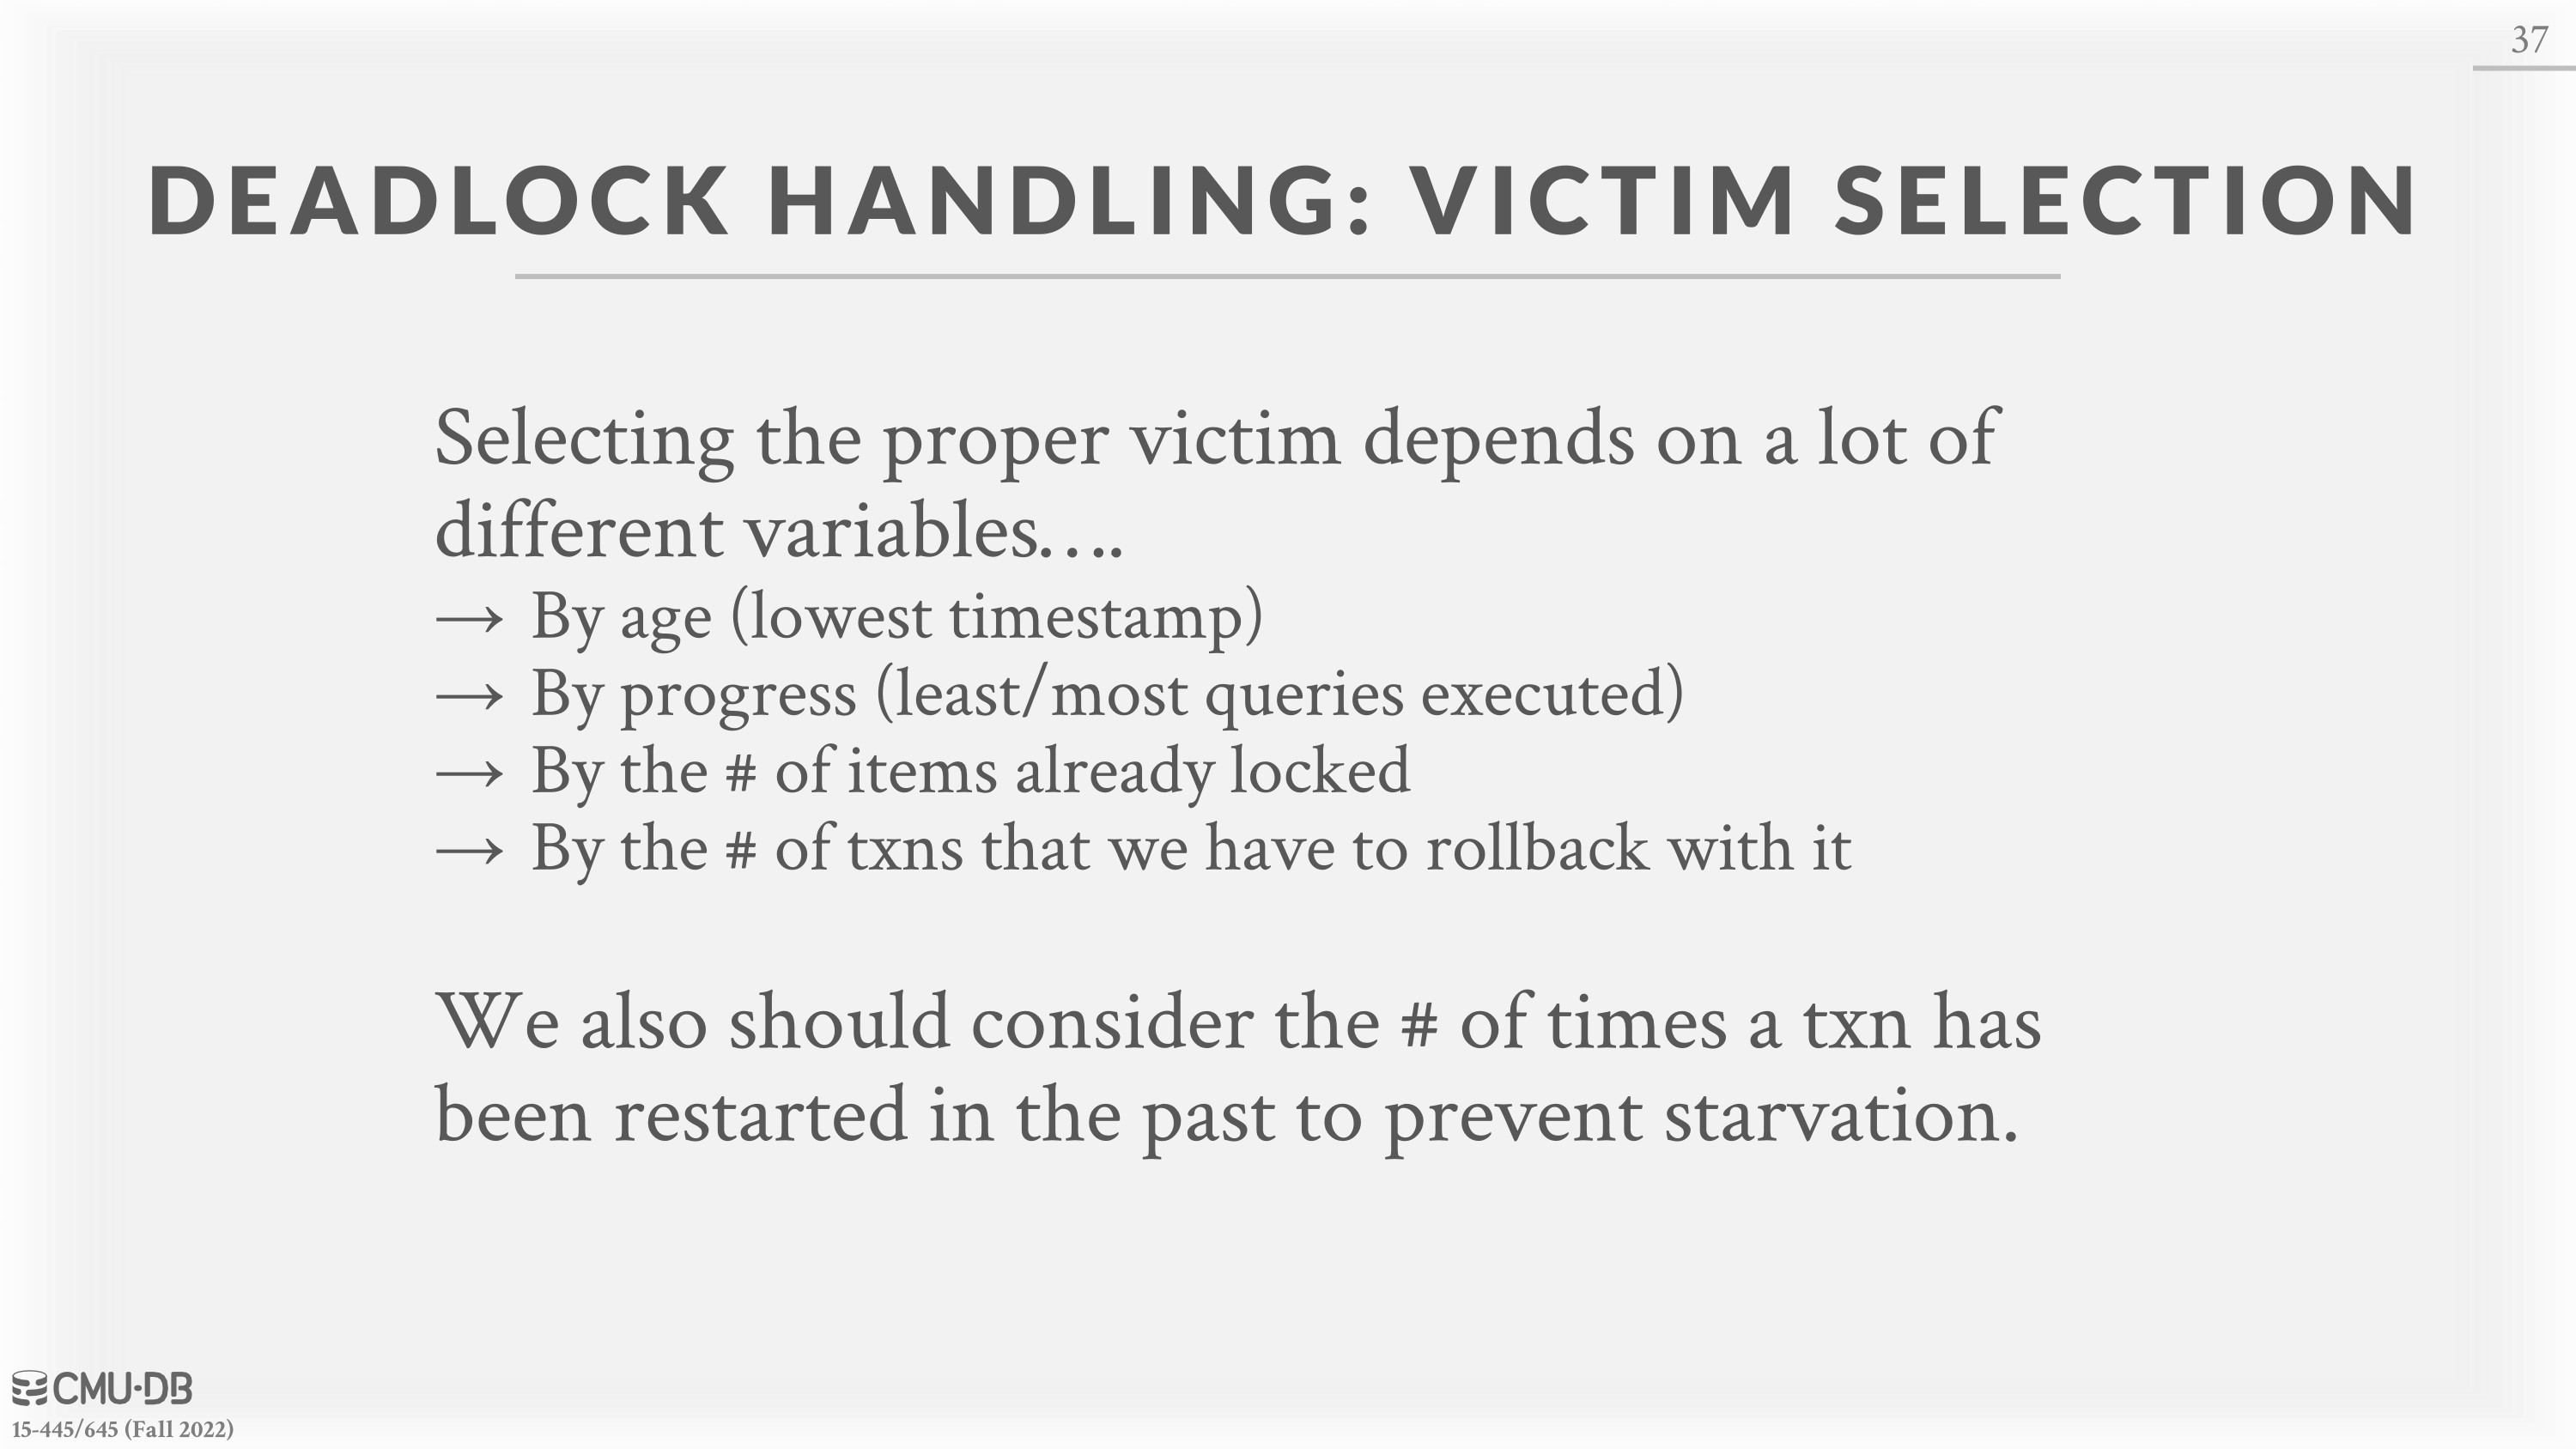 37
DEADLOCK HANDLING: VICTIM SELECTION
Selecting the proper victim depends on a lot of
different variables….
→ By age (lowest timestamp)
→ By progress (least/most queries executed)
→ By the # of items already locked
→ By the # of txns that we have to rollback with it
We also should consider the # of times a txn has
been restarted in the past to prevent starvation.
CMU·DB
15-445/645 (Fall 2022)